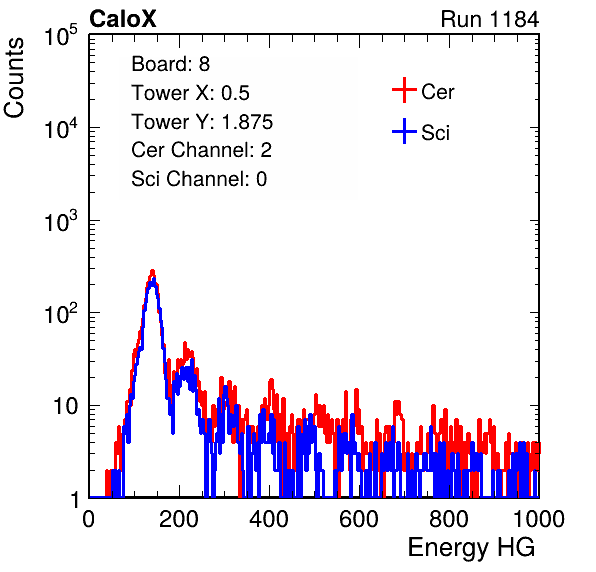 CaloX Run 1184
Board: 8
Tower X: 0.5
Tower Y: 1.875
Cer Channel: 2
Sci Channel: 0
Cer
Sci
Counts
10^5
10^4
10^3
10^2
10
1
0 200 400 600 800 1000
Energy HG